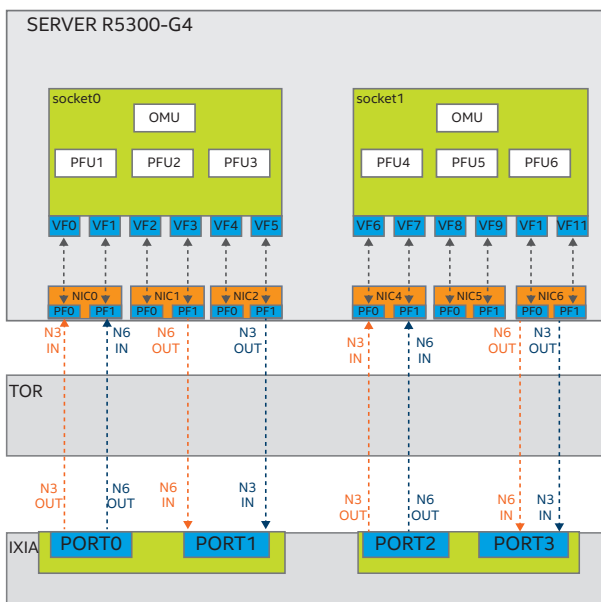 SERVER R5300-G4
socket0
socket1
OMU
OMU
PFU1
PFU2
PFU3
PFU4
PFU5
PFU6
VF0
VF1
VF2
VF3
VF4
VF5
VF6
VF7
VF8
VF9
VF1
VF11
NIC0
NIC1
NIC2
NIC4
NIC5
NIC6
PF0
PF1
PF0
PF1
PF0
PF1
PF0
PF1
PF0
PF1
PF0
PF1
N3
IN
N6
IN
N6
OUT
N3
OUT
N3
IN
N6
IN
N6
OUT
N3
OUT
TOR
N3
OUT
N6
OUT
N6
IN
N3
IN
N3
OUT
N6
OUT
N6
IN
N3
IN
IXIA
PORT0
PORT1
PORT2
PORT3